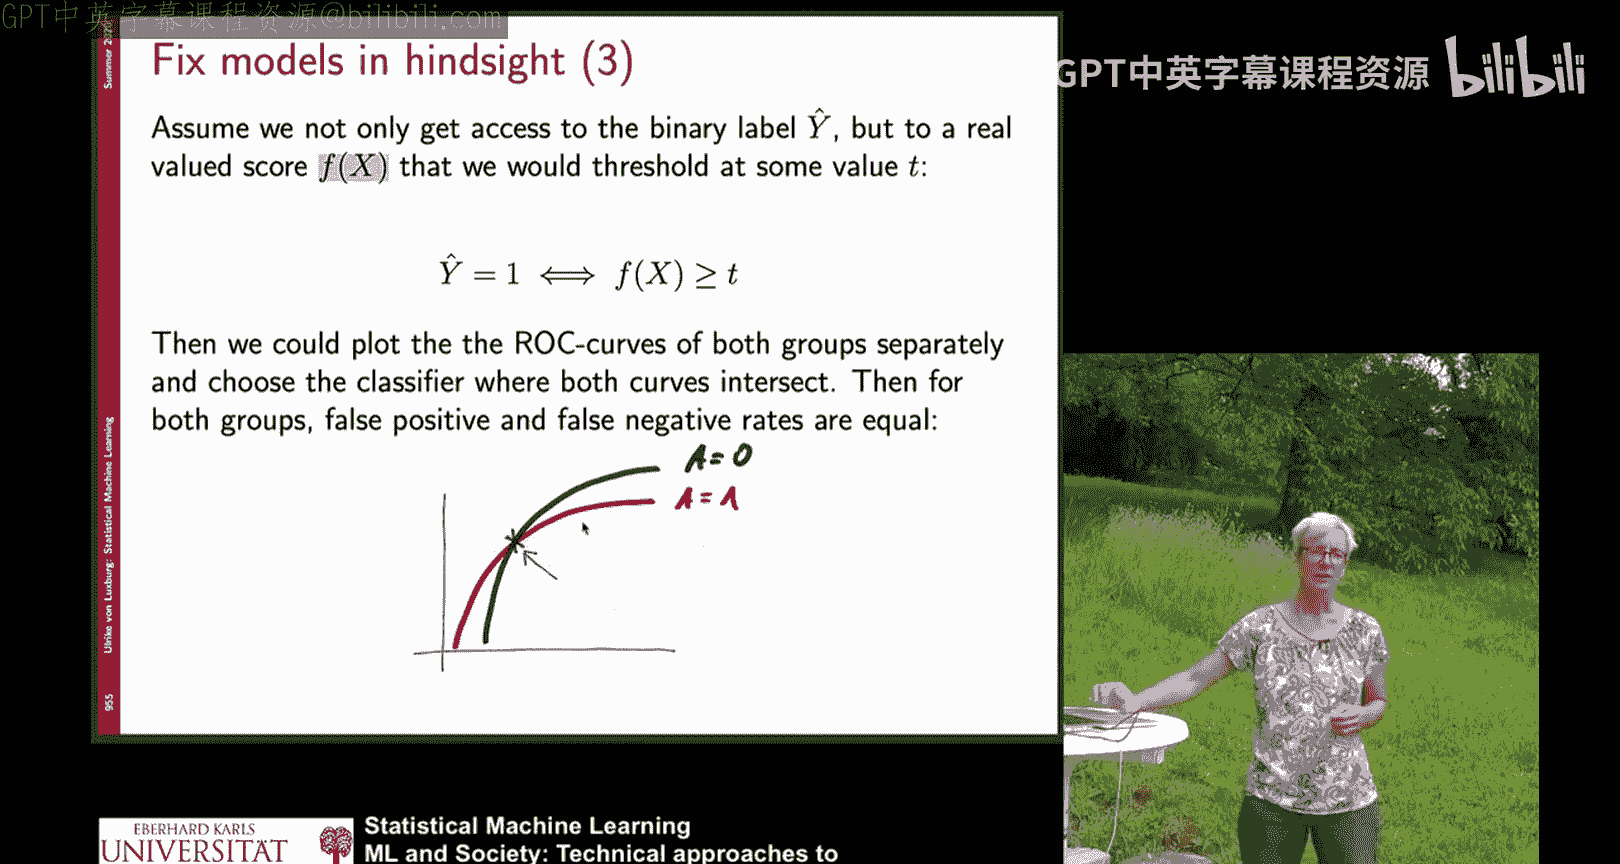 GPT中英字幕课程资源@bilibili.com
GPT中英字幕课程资源 bilibili
Fix models in hindsight (3)
Assume we not only get access to the binary label Ŷ, but to a real
valued score f(X) that we would threshold at some value t:
Ŷ = 1 ⟺ f(X) ≥ t
Then we could plot the the ROC-curves of both groups separately
and choose the classifier where both curves intersect. Then for
both groups, false positive and false negative rates are equal:
A = 0
A = 1
Summer
Ulrike von Luxburg: Statistical Machine Learning
955
EBERHARD KARLS
UNIVERSITÄT
Statistical Machine Learning
ML and Society: Technical approaches to